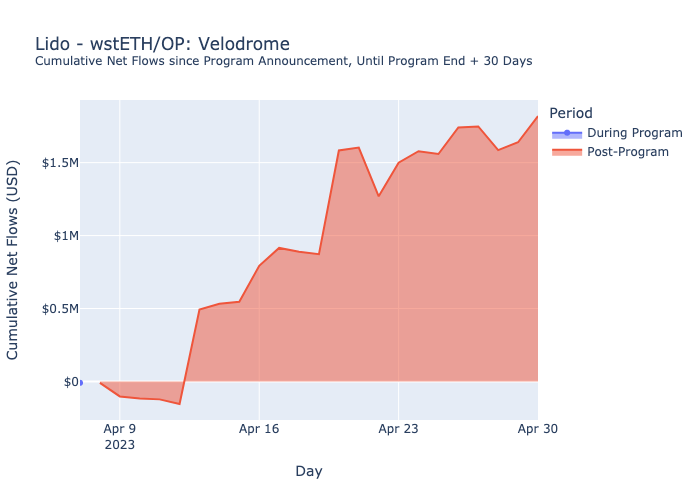 Lido - wstETH/OP: Velodrome
Cumulative Net Flows since Program Announcement, Until Program End + 30 Days
Period
During Program
Post-Program
Cumulative Net Flows (USD)
$1.5M
$1M
$0.5M
$0
Apr 9
2023
Apr 16
Apr 23
Apr 30
Day